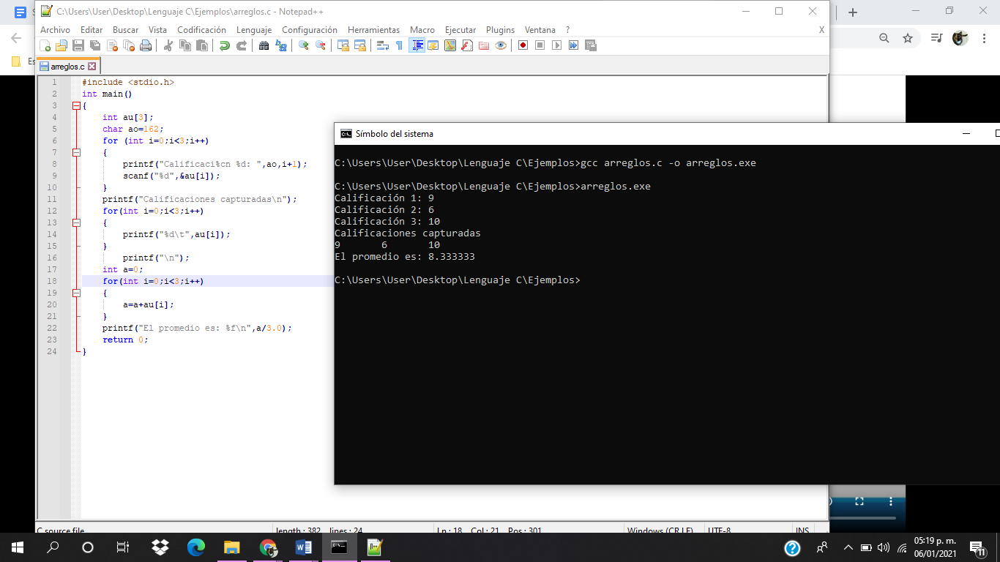 C:\Users\User\Desktop\Lenguaje C\Ejemplos\arreglos.c - Notepad++
Archivo Editar Buscar Vista Codificación Lenguaje Configuración Herramientas Macro Ejecutar Plugins Ventana ? X
arreglos.c
1 #include <stdio.h>
2 int main()
3 {
4 int au[3];
5 char ao=162;
6 for (int i=0;i<3;i++)
7 {
8 printf("Calificaci%cn %d: ",ao,i+1);
9 scanf("%d",&au[i]);
10 }
11 printf("Calificaciones capturadas\n");
12 for(int i=0;i<3;i++)
13 {
14 printf("%d\t",au[i]);
15 }
16 printf("\n");
17 int a=0;
18 for(int i=0;i<3;i++)
19 {
20 a=a+au[i];
21 }
22 printf("El promedio es: %f\n",a/3.0);
23 return 0;
24 }
Símbolo del sistema
C:\Users\User\Desktop\Lenguaje C\Ejemplos>gcc arreglos.c -o arreglos.exe
C:\Users\User\Desktop\Lenguaje C\Ejemplos>arreglos.exe
Calificación 1: 9
Calificación 2: 6
Calificación 3: 10
Calificaciones capturadas
9 6 10
El promedio es: 8.333333
C:\Users\User\Desktop\Lenguaje C\Ejemplos>
C source file length : 382 lines : 24 Ln : 18 Col : 21 Pos : 301 Windows (CR LF) UTF-8 INS
05:19 p. m.
06/01/2021
11